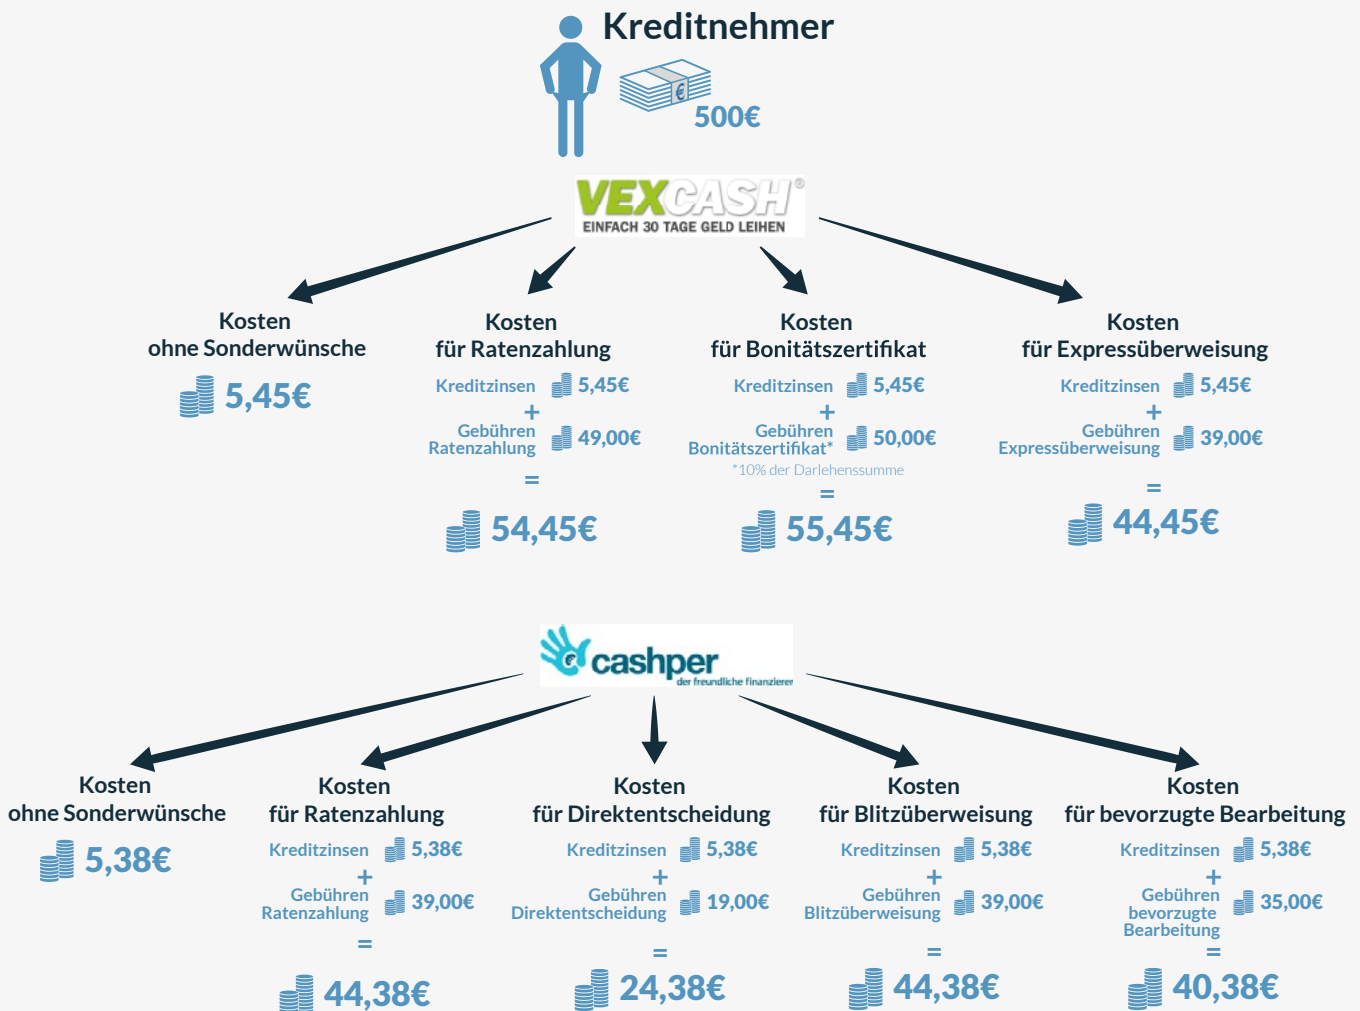 Kreditnehmer
500€
VEXCASH®
EINFACH 30 TAGE GELD LEIHEN
Kosten
ohne Sonderwünsche
5,45€
Kosten
für Ratenzahlung
Kreditzinsen 5,45€
+
Gebühren
Ratenzahlung 49,00€
=
54,45€
Kosten
für Bonitätszertifikat
Kreditzinsen 5,45€
+
Gebühren
Bonitätszertifikat* 50,00€
*10% der Darlehenssumme
=
55,45€
Kosten
für Expressüberweisung
Kreditzinsen 5,45€
+
Gebühren
Expressüberweisung 39,00€
=
44,45€
cashper
der freundliche Finanzierer
Kosten
ohne Sonderwünsche
5,38€
Kosten
für Ratenzahlung
Kreditzinsen 5,38€
+
Gebühren
Ratenzahlung 39,00€
=
44,38€
Kosten
für Direktentscheidung
Kreditzinsen 5,38€
+
Gebühren
Direktentscheidung 19,00€
=
24,38€
Kosten
für Blitzüberweisung
Kreditzinsen 5,38€
+
Gebühren
Blitzüberweisung 39,00€
=
44,38€
Kosten
für bevorzugte Bearbeitung
Kreditzinsen 5,38€
+
Gebühren
bevorzugte 35,00€
Bearbeitung
=
40,38€